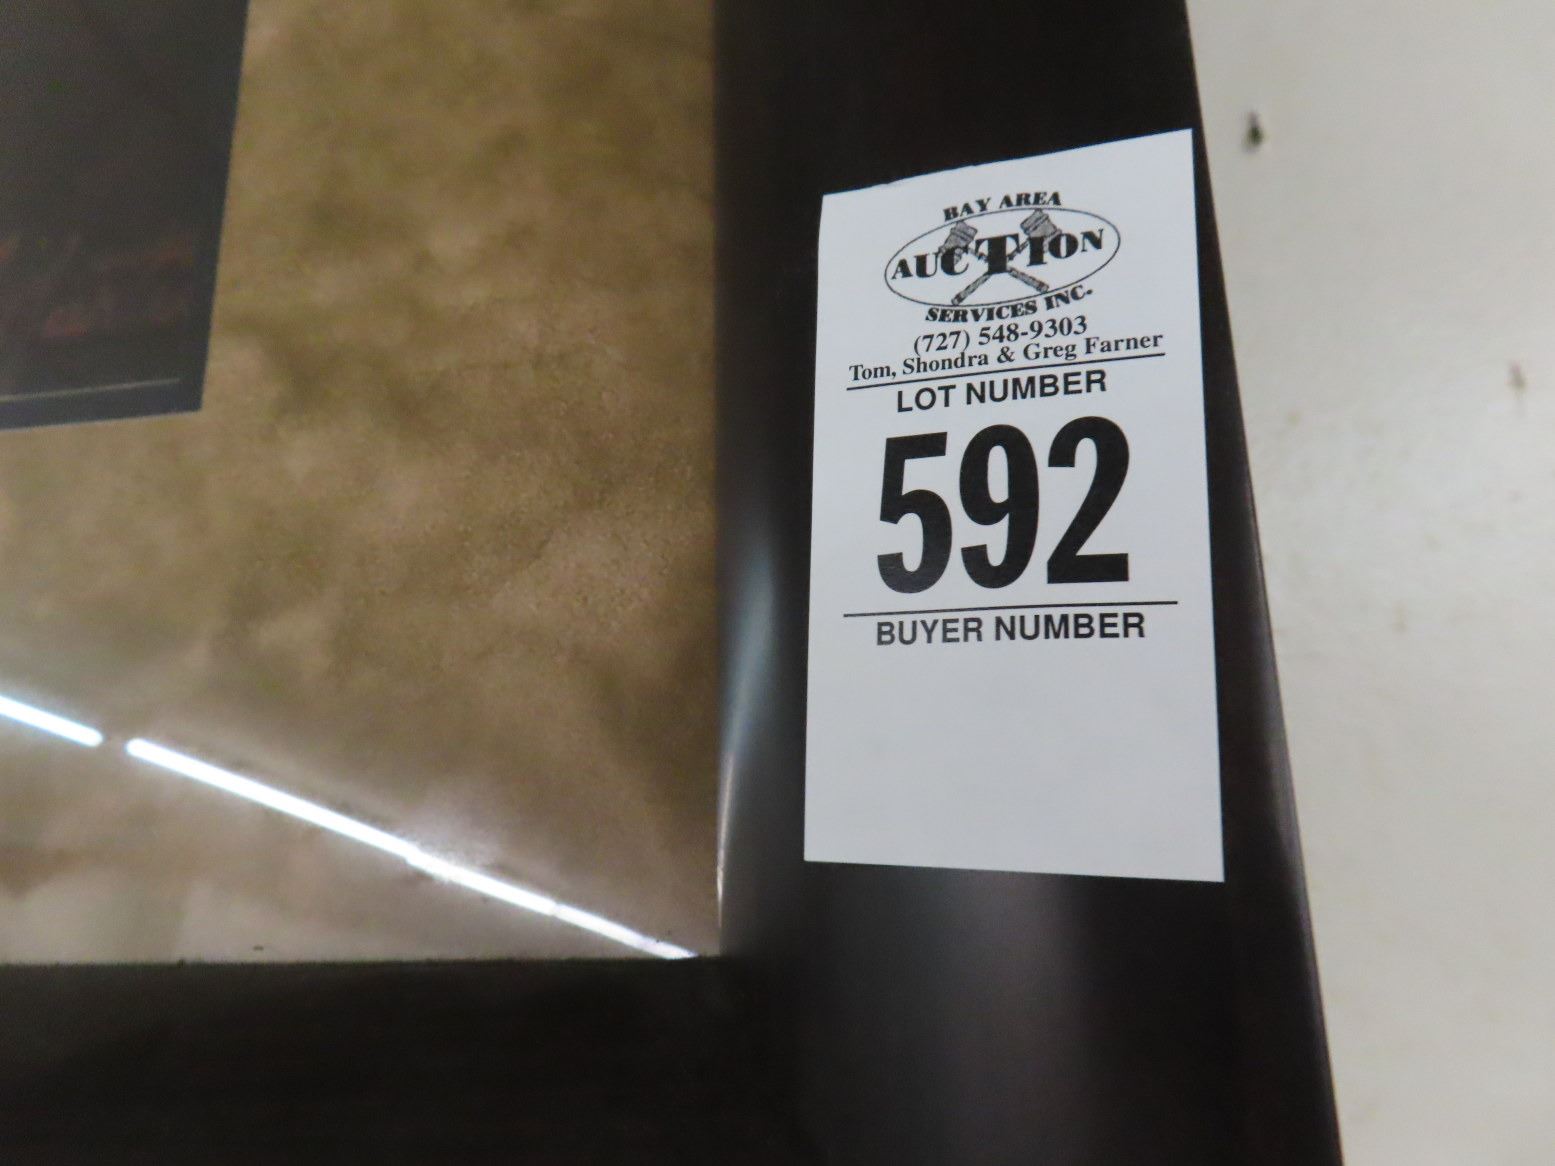 BAY AREA
AUCTION
SERVICES INC.
(727) 548-9303
Tom, Shondra & Greg Farner
LOT NUMBER
592
BUYER NUMBER